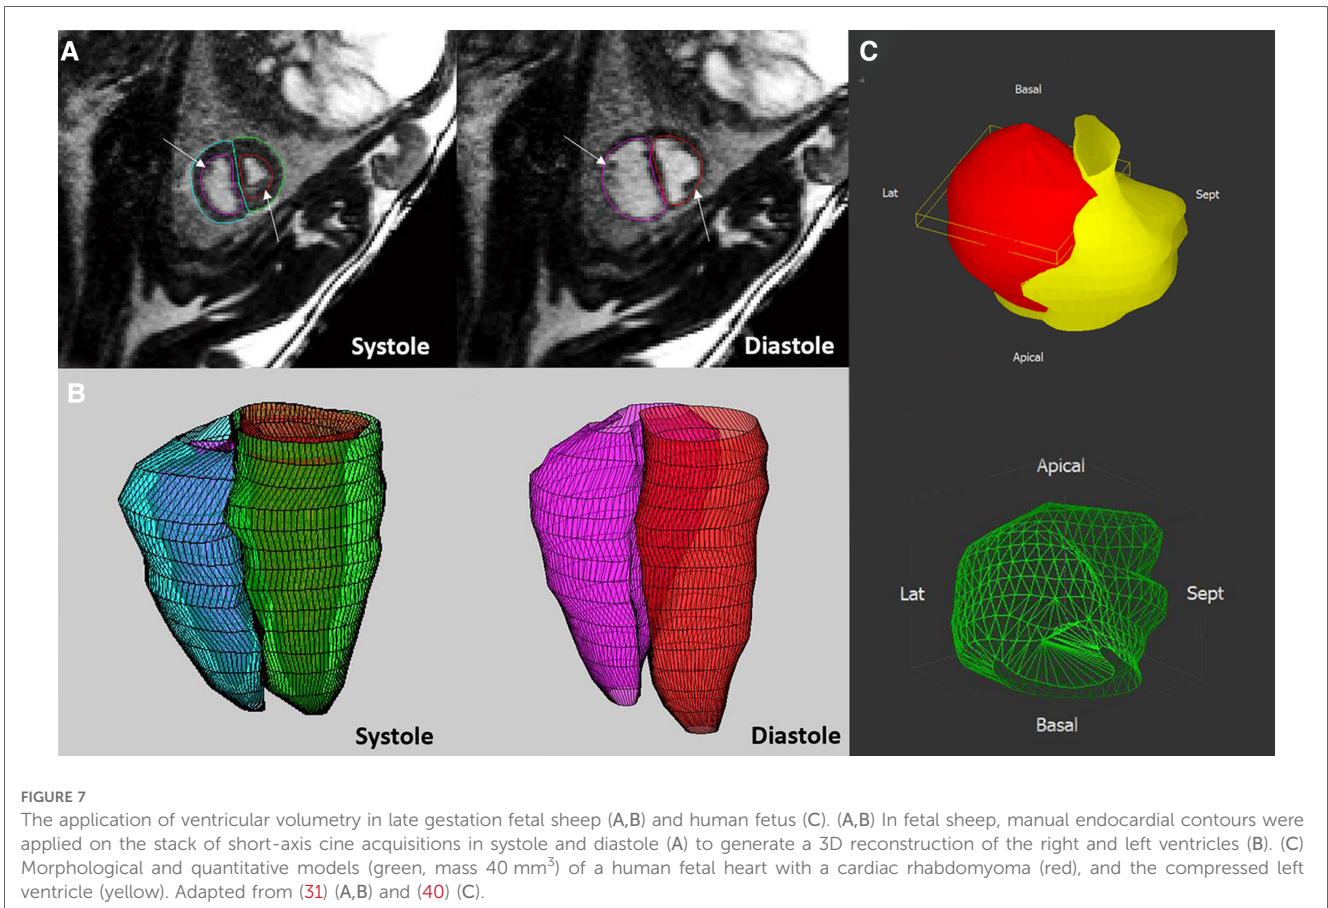 A
Systole
Diastole
B
Systole
Diastole
C
Basal
Lat
Sept
Apical
Apical
Lat
Sept
Basal
FIGURE 7
The application of ventricular volumetry in late gestation fetal sheep (A,B) and human fetus (C). (A,B) In fetal sheep, manual endocardial contours were
applied on the stack of short-axis cine acquisitions in systole and diastole (A) to generate a 3D reconstruction of the right and left ventricles (B). (C)
Morphological and quantitative models (green, mass 40 mm³) of a human fetal heart with a cardiac rhabdomyoma (red), and the compressed left
ventricle (yellow). Adapted from (31) (A,B) and (40) (C).